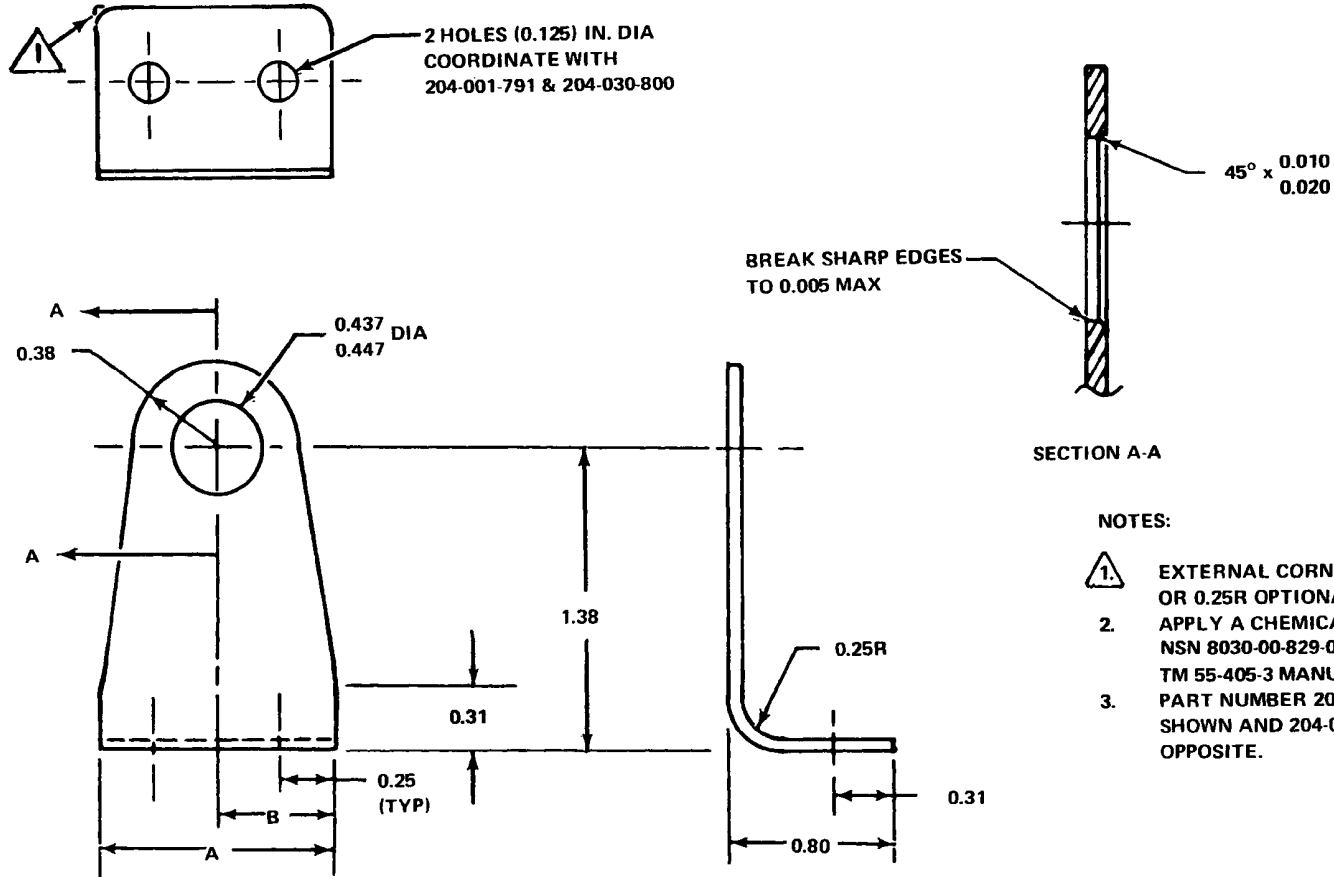 1
2 HOLES (0.125) IN. DIA
COORDINATE WITH
204-001-791 & 204-030-800
45° x 0.010
0.020
BREAK SHARP EDGES
TO 0.005 MAX
SECTION A-A
A
0.38
0.437 DIA
0.447
A
1.38
0.31
0.25
(TYP)
B
A
0.25R
0.31
0.80
NOTES:
1. EXTERNAL CORN
OR 0.25R OPTIONA
2. APPLY A CHEMICA
NSN 8030-00-829-0
TM 55-405-3 MANU
3. PART NUMBER 20
SHOWN AND 204-0
OPPOSITE.